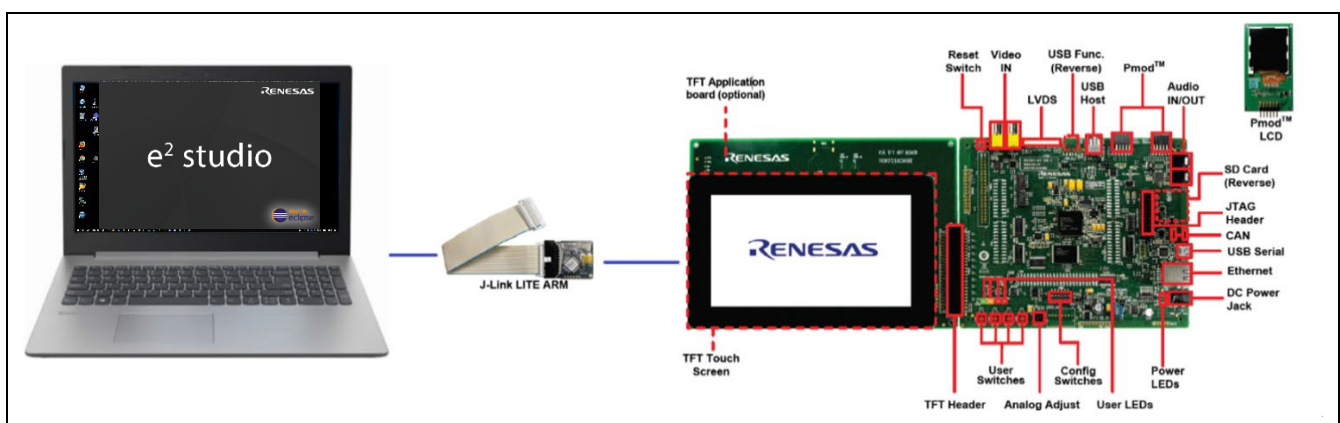 RENESAS
e² studio
eclipse
J-Link LITE ARM
TFT Application
board (optional)
RENESAS
RENESAS
TFT Touch
Screen
Reset
Switch
Video
IN
LVDS
USB Func.
(Reverse)
USB
Host
Pmod™
Audio
IN/OUT
Pmod™
LCD
SD Card
(Reverse)
JTAG
Header
CAN
USB Serial
Ethernet
DC Power
Jack
User
Switches
Config
Switches
Power
LEDs
TFT Header
Analog Adjust
User LEDs